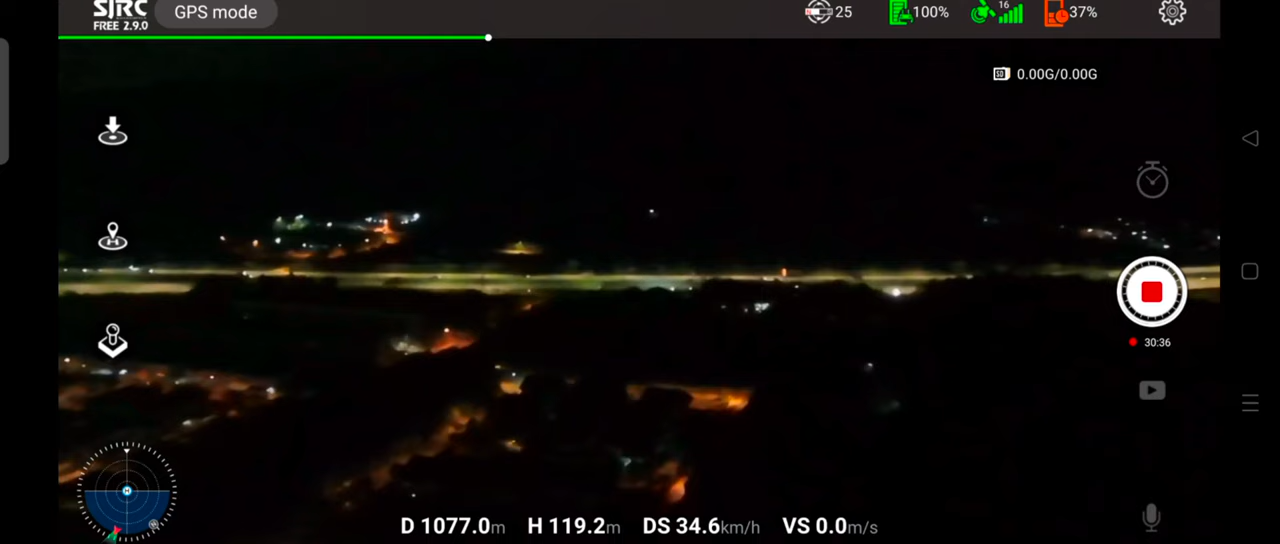 SJRC
FREE 2.9.0
GPS mode
25
100%
16
37%
SD 0.00G/0.00G
30:36
D 1077.0m H 119.2m DS 34.6km/h VS 0.0m/s